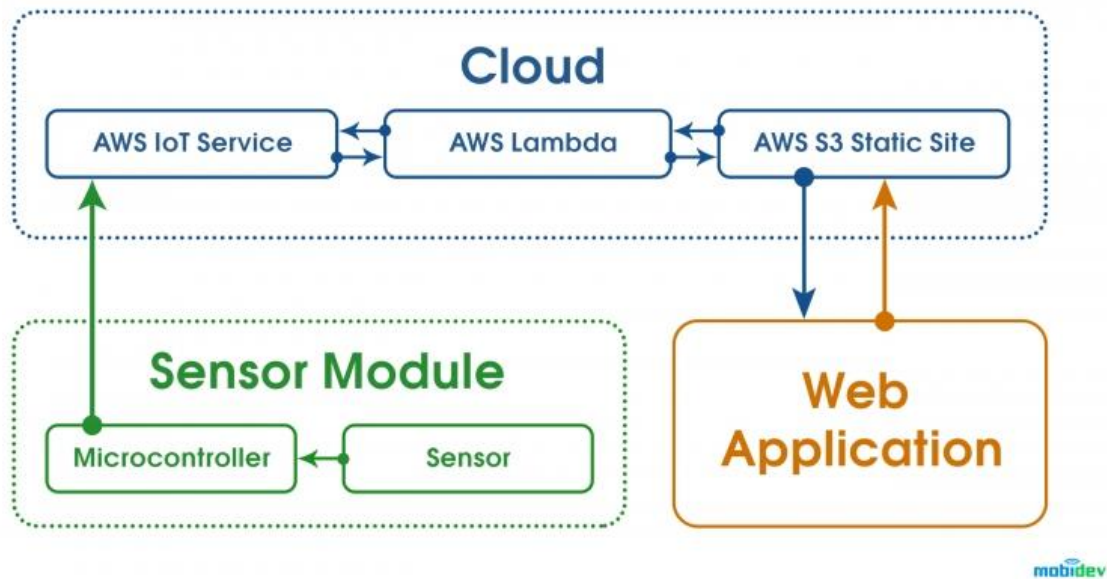 Cloud
AWS IoT Service
AWS Lambda
AWS S3 Static Site
Sensor Module
Microcontroller
Sensor
Web
Application
mobidev